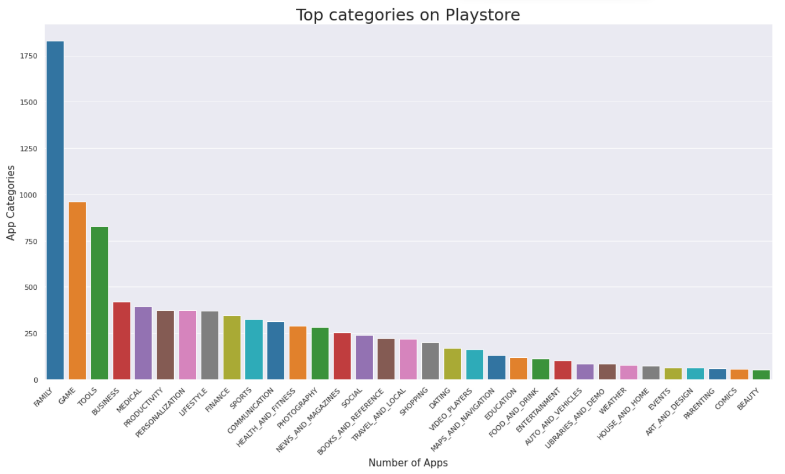 Top categories on Playstore
App Categories
1750
1500
1250
1000
750
500
250
0
FAMILY
GAME
TOOLS
BUSINESS
MEDICAL
PRODUCTIVITY
PERSONALIZATION
LIFESTYLE
FINANCE
SPORTS
COMMUNICATION
HEALTH_AND_FITNESS
PHOTOGRAPHY
NEWS_AND_MAGAZINES
SOCIAL
BOOKS_AND_REFERENCE
TRAVEL_AND_LOCAL
SHOPPING
DATING
VIDEO_PLAYERS
MAPS_AND_NAVIGATION
EDUCATION
FOOD_AND_DRINK
ENTERTAINMENT
AUTO_AND_VEHICLES
LIBRARIES_AND_DEMO
WEATHER
HOUSE_AND_HOME
EVENTS
ART_AND_DESIGN
PARENTING
COMICS
BEAUTY
Number of Apps